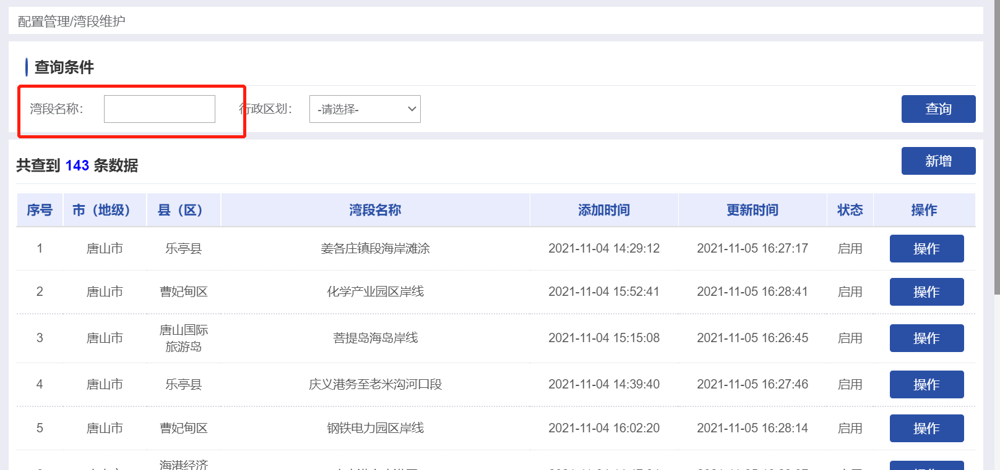 配置管理/湾段维护
查询条件
湾段名称： 行政区划： -请选择- 查询
共查到 143 条数据 新增
序号 市（地级） 县（区） 湾段名称 添加时间 更新时间 状态 操作
1 唐山市 乐亭县 姜各庄镇段海岸滩涂 2021-11-04 14:29:12 2021-11-05 16:27:17 启用 操作
2 唐山市 曹妃甸区 化学产业园区岸线 2021-11-04 15:52:41 2021-11-05 16:28:41 启用 操作
3 唐山市 唐山国际旅游岛 菩提岛海岛岸线 2021-11-04 15:15:08 2021-11-05 16:26:45 启用 操作
4 唐山市 乐亭县 庆义港务至老米沟河口段 2021-11-04 14:39:40 2021-11-05 16:27:46 启用 操作
5 唐山市 曹妃甸区 钢铁电力园区岸线 2021-11-04 16:02:20 2021-11-05 16:28:14 启用 操作
海港经济